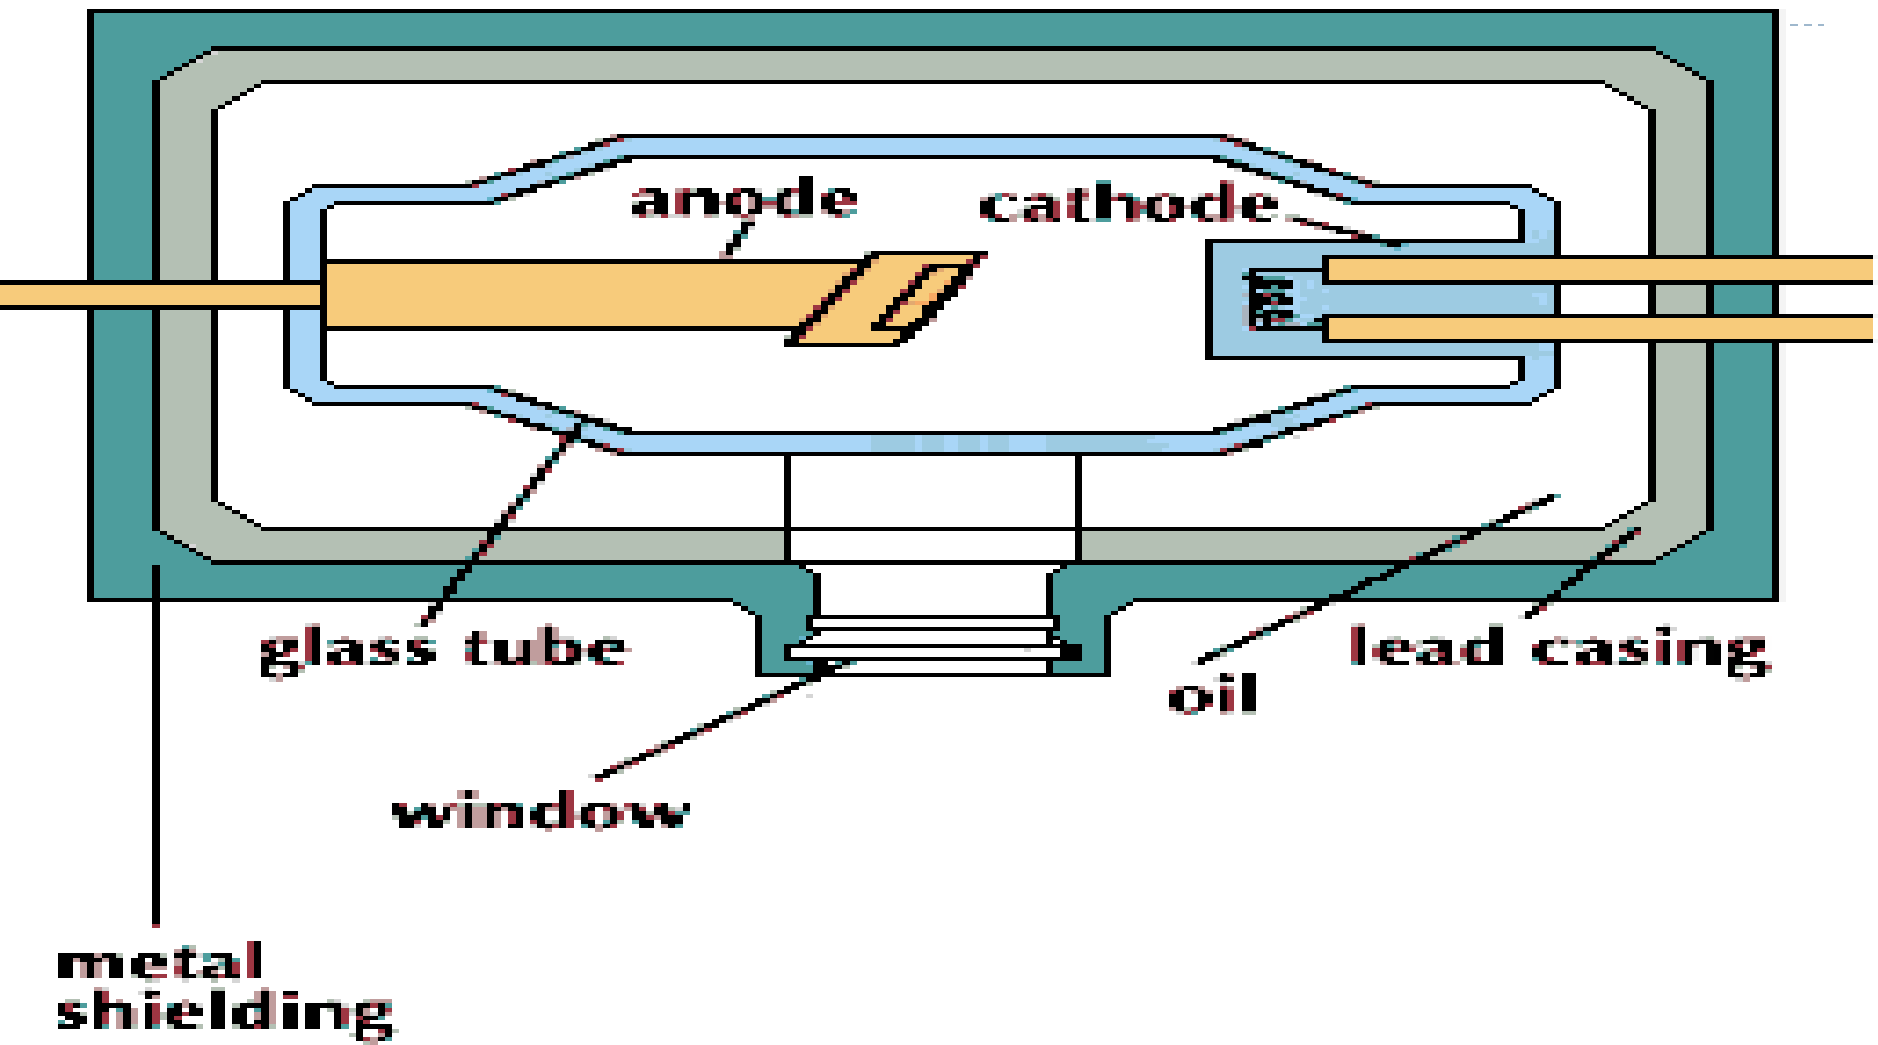 anode
cathode
glass tube
lead casing
oil
window
metal
shielding